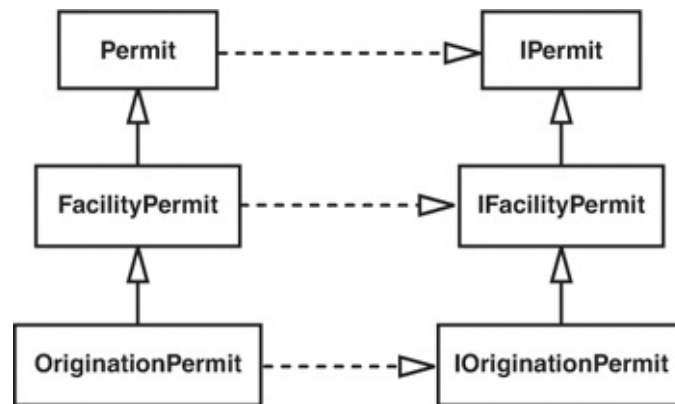 Permit
IPermit
FacilityPermit
IFacilityPermit
OriginationPermit
IOriginationPermit